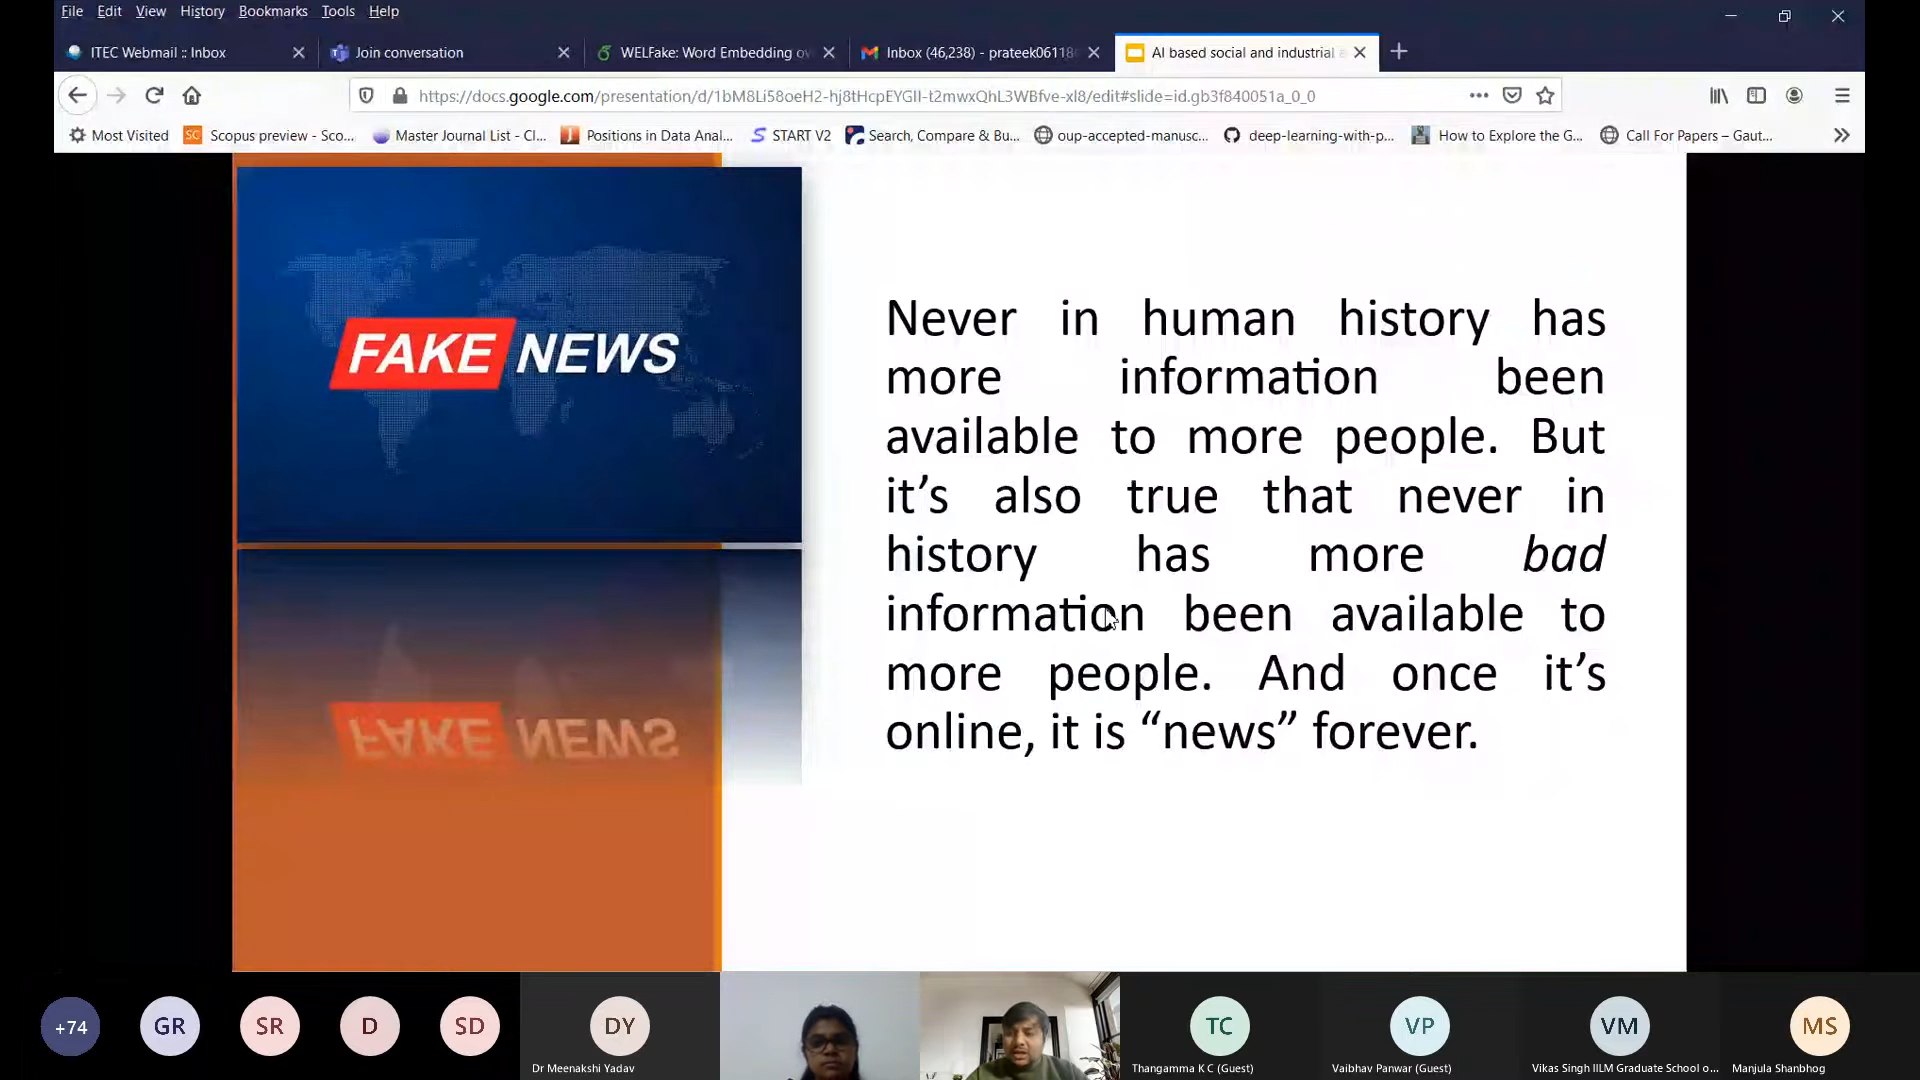 File Edit View History Bookmarks Tools Help
ITEC Webmail :: Inbox
Join conversation
WELFake: Word Embedding ov
Inbox (46,238) - prateek06118
AI based social and industrial a
https://docs.google.com/presentation/d/1bM8Li58oeH2-hj8tHcpEYGlI-t2mwxQhL3WBfve-xl8/edit#slide=id.gb3f840051a_0_0
Most Visited
Scopus preview - Sco...
Master Journal List - Cl...
Positions in Data Anal...
START V2
Search, Compare & Bu...
oup-accepted-manusc...
deep-learning-with-p...
How to Explore the G...
Call For Papers – Gaut...
FAKE NEWS
Never in human history has
more information been
available to more people. But
it’s also true that never in
history has more bad
information been available to
more people. And once it’s
online, it is “news” forever.
FAKE NEWS
+74
GR
SR
D
SD
DY
TC
VP
VM
MS
Dr Meenakshi Yadav
Thangamma K C (Guest)
Vaibhav Panwar (Guest)
Vikas Singh IILM Graduate School o...
Manjula Shanbhog